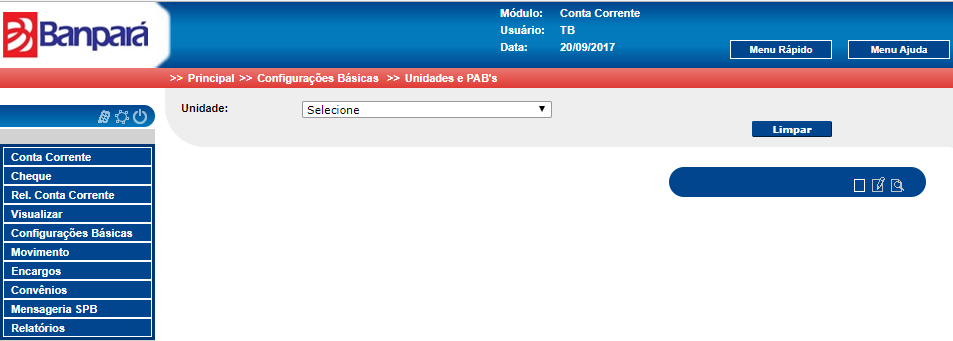 Banpará
Módulo: Conta Corrente
Usuário: TB
Data: 20/09/2017
Menu Rápido
Menu Ajuda
>> Principal >> Configurações Básicas >> Unidades e PAB's
Unidade: Selecione
Limpar
Conta Corrente
Cheque
Rel. Conta Corrente
Visualizar
Configurações Básicas
Movimento
Encargos
Convênios
Mensageria SPB
Relatórios